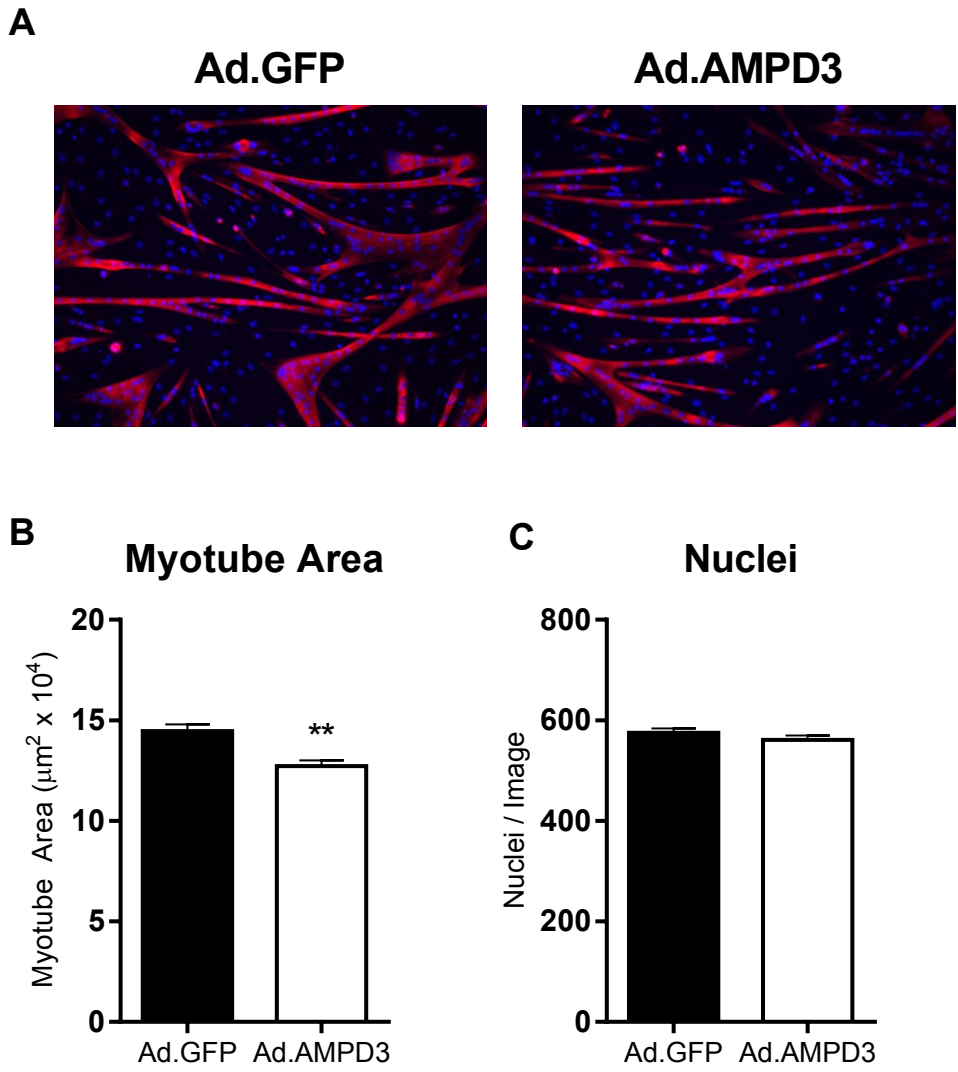 A
Ad.GFP
Ad.AMPD3
B
Myotube Area
20
15
10
5
0
Myotube Area (μm² x 10⁴)
**
Ad.GFP Ad.AMPD3
C
Nuclei
800
600
400
200
0
Nuclei / Image
Ad.GFP Ad.AMPD3